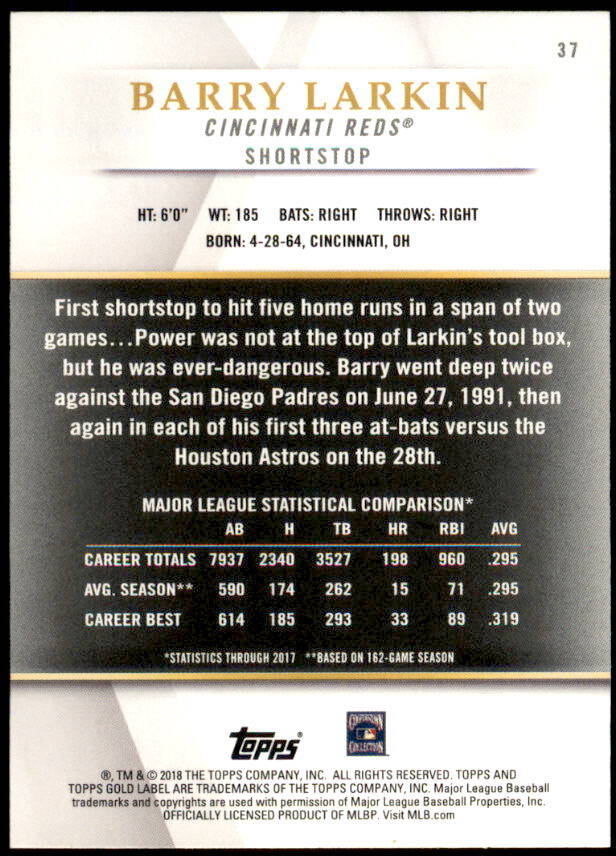 37
BARRY LARKIN
CINCINNATI REDS®
SHORTSTOP
HT: 6'0" WT: 185 BATS: RIGHT THROWS: RIGHT
BORN: 4-28-64, CINCINNATI, OH
First shortstop to hit five home runs in a span of two
games...Power was not at the top of Larkin's tool box,
but he was ever-dangerous. Barry went deep twice
against the San Diego Padres on June 27, 1991, then
again in each of his first three at-bats versus the
Houston Astros on the 28th.
MAJOR LEAGUE STATISTICAL COMPARISON*
AB H TB HR RBI AVG
CAREER TOTALS 7937 2340 3527 198 960 .295
AVG. SEASON** 590 174 262 15 71 .295
CAREER BEST 614 185 293 33 89 .319
*STATISTICS THROUGH 2017 **BASED ON 162-GAME SEASON
topps
COOPERSTOWN
COLLECTION
®, TM & © 2018 THE TOPPS COMPANY, INC. ALL RIGHTS RESERVED. TOPPS AND
TOPPS GOLD LABEL ARE TRADEMARKS OF THE TOPPS COMPANY, INC. Major League Baseball
trademarks and copyrights are used with permission of Major League Baseball Properties, Inc.
OFFICIALLY LICENSED PRODUCT OF MLBP. Visit MLB.com